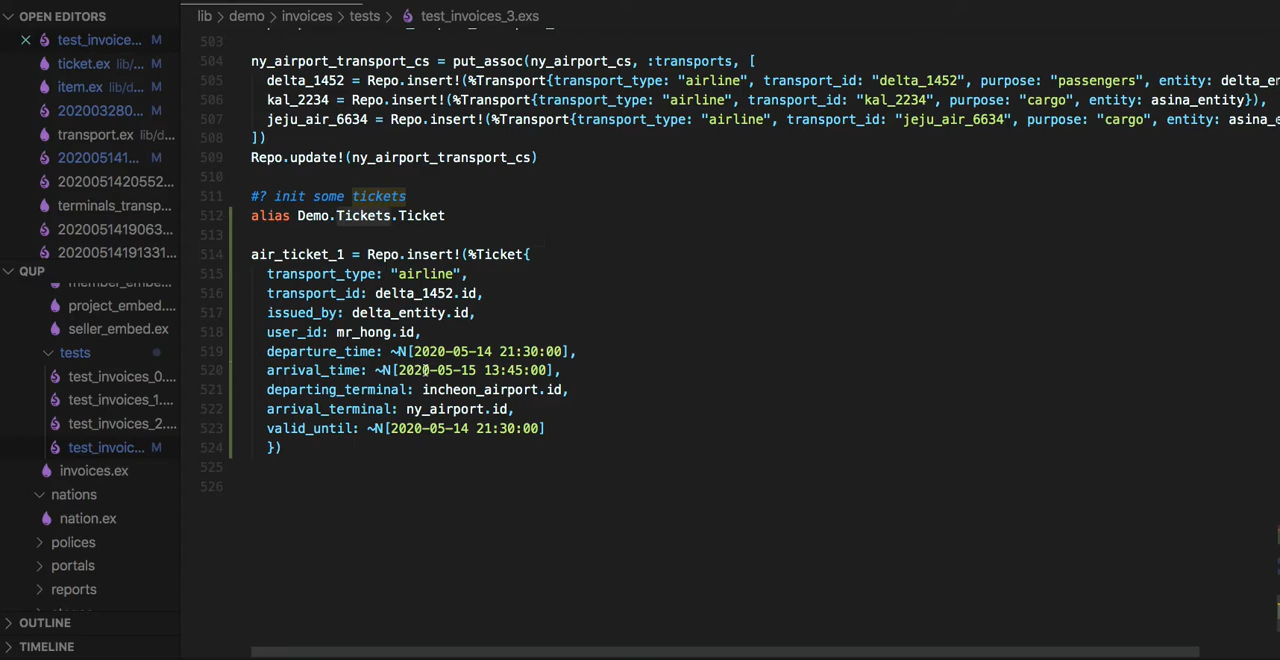 OPEN EDITORS
test_invoice... M
ticket.ex lib/...
item.ex lib/d...
202003280... M
transport.ex lib/d...
202005141... M
2020051420552...
terminals_transp...
2020051419063...
2020051419133​1...
QUP
member_embe...
project_embed....
seller_embed.ex
tests
test_invoices_0....
test_invoices_1....
test_invoices_2....
test_invoic... M
invoices.ex
nations
nation.ex
polices
portals
reports
OUTLINE
TIMELINE
lib > demo > invoices > tests > test_invoices_3.exs
503
504 ny_airport_transport_cs = put_assoc(ny_airport_cs, :transports, [
505 delta_1452 = Repo.insert!(%Transport{transport_type: "airline", transport_id: "delta_1452", purpose: "passengers", entity: delta_en
506 kal_2234 = Repo.insert!(%Transport{transport_type: "airline", transport_id: "kal_2234", purpose: "cargo", entity: asina_entity}),
507 jeju_air_6634 = Repo.insert!(%Transport{transport_type: "airline", transport_id: "jeju_air_6634", purpose: "cargo", entity: asina_e
508 ])
509 Repo.update!(ny_airport_transport_cs)
510
511 #? init some tickets
512 alias Demo.Tickets.Ticket
513
514 air_ticket_1 = Repo.insert!(%Ticket{
515 transport_type: "airline",
516 transport_id: delta_1452.id,
517 issued_by: delta_entity.id,
518 user_id: mr_hong.id,
519 departure_time: ~N[2020-05-14 21:30:00],
520 arrival_time: ~N[2020-05-15 13:45:00],
521 departing_terminal: incheon_airport.id,
522 arrival_terminal: ny_airport.id,
523 valid_until: ~N[2020-05-14 21:30:00]
524 })
525
526